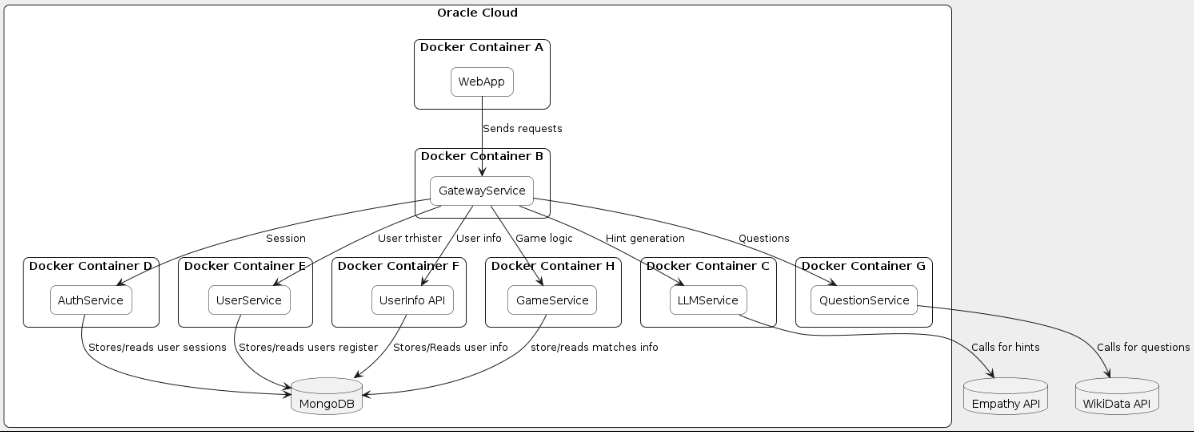 Oracle Cloud
Docker Container A
WebApp
Sends requests
Docker Container B
GatewayService
Session
User trhister
User info
Game logic
Hint generation
Questions
Docker Container D
Docker Container E
Docker Container F
Docker Container H
Docker Container C
Docker Container G
AuthService
UserService
UserInfo API
GameService
LLMService
QuestionService
Stores/reads user sessions
Stores/reads users register
Stores/Reads user info
store/reads matches info
Calls for hints
Calls for questions
MongoDB
Empathy API
WikiData API